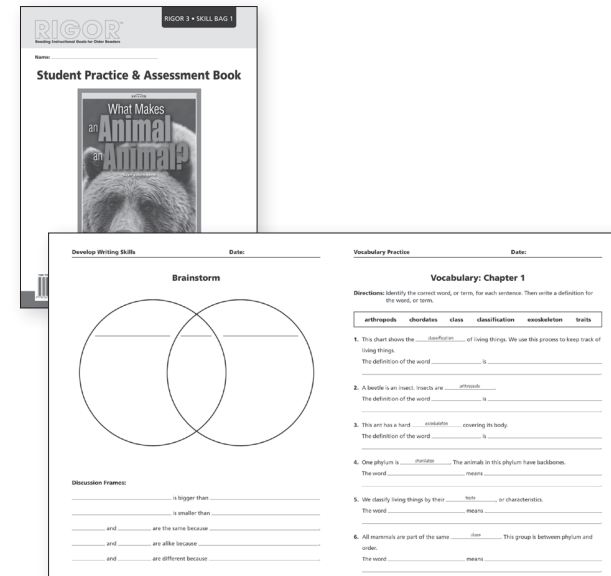 RIGOR 3 • SKILL BAG 1
RIGOR™
Reading Instructional Goals for Older Readers
Name:
Student Practice & Assessment Book
What Makes
an Animal
an Animal?
Develop Writing Skills Date:
Brainstorm
Discussion Frames:
is bigger than
is smaller than
and are the same because
and are alike because
and are different because
Vocabulary Practice Date:
Vocabulary: Chapter 1
Directions: Identify the correct word, or term, for each sentence. Then write a definition for
the word, or term.
arthropods chordates class classification exoskeleton traits
1. This chart shows the classification of living things. We use this process to keep track of
living things.
The definition of the word is
2. A beetle is an insect. Insects are arthropods
The definition of the word is
3. This ant has a hard exoskeleton covering its body.
The definition of the word is
4. One phylum is chordates . The animals in this phylum have backbones.
The word means
5. We classify living things by their traits , or characteristics.
The word means
6. All mammals are part of the same class . This group is between phylum and
order.
The word means